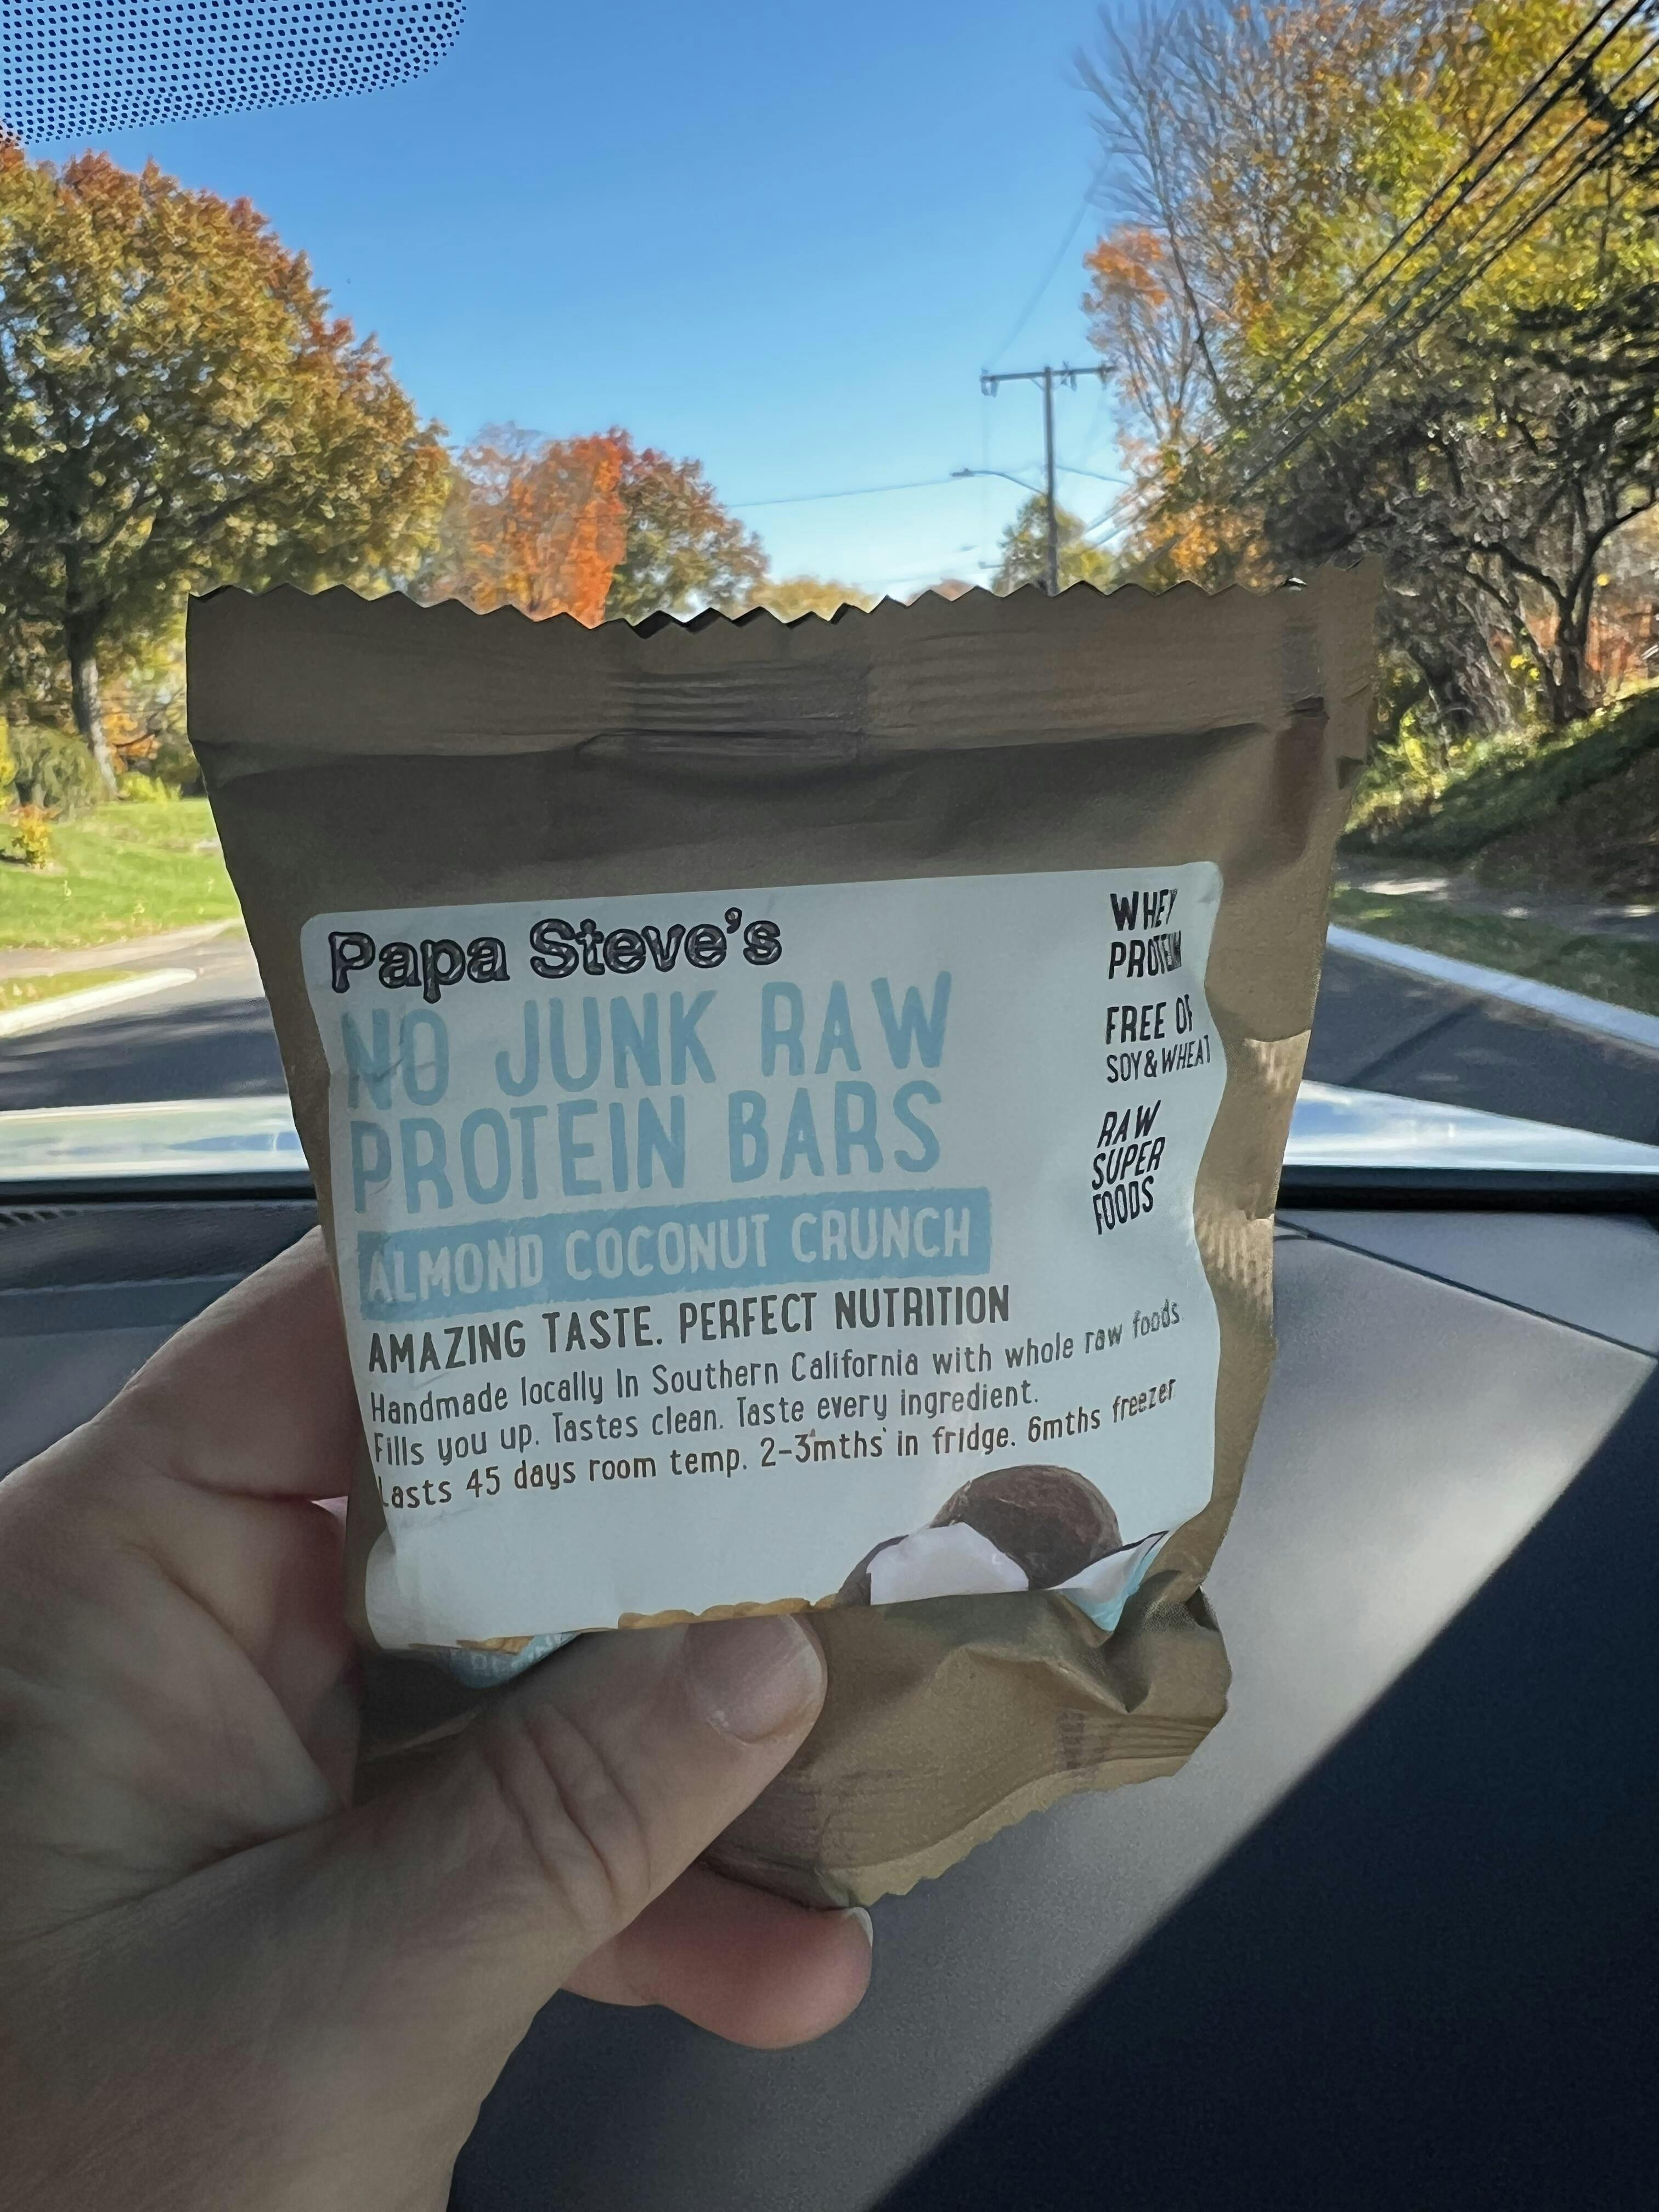 Papa Steve's
NO JUNK RAW
PROTEIN BARS
ALMOND COCONUT CRUNCH
AMAZING TASTE. PERFECT NUTRITION
Handmade locally In Southern California with whole raw foods
Fills you up. Tastes clean. Taste every ingredient.
Lasts 45 days room temp. 2-3mths in fridge. 6mths freezer
WHEY
PROTEIN
FREE OF
SOY & WHEAT
RAW
SUPER
FOODS